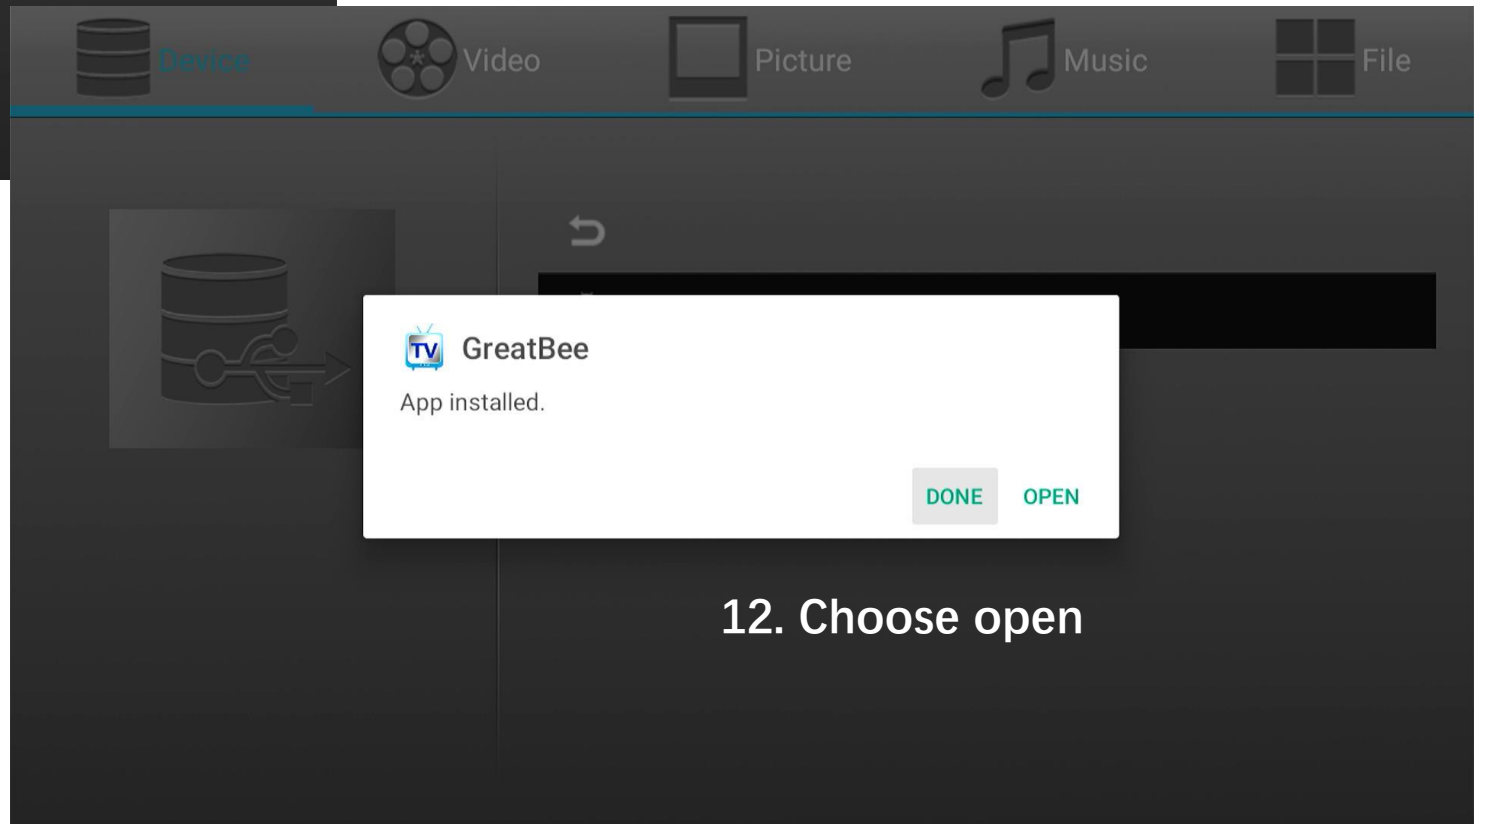 Device Video Picture Music File
TV GreatBee
App installed.
DONE OPEN
12. Choose open